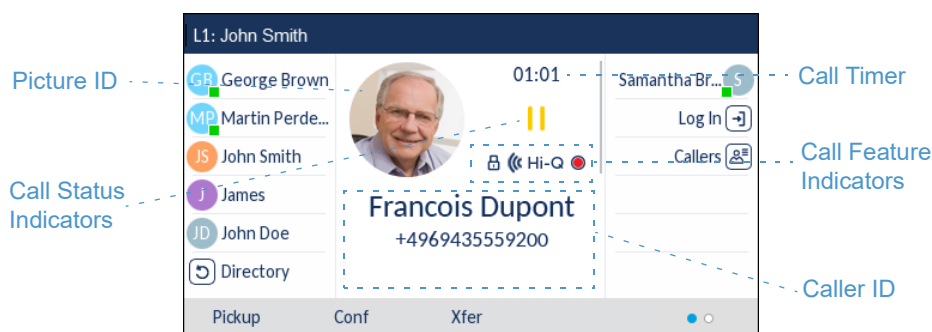 L1: John Smith
Picture ID
GB George Brown
MP Martin Perde...
JS John Smith
J James
JD John Doe
Directory
Call Status
Indicators
01:01
Hi-Q
Francois Dupont
+4969435559200
Samantha Br... S
Log In
Callers
Call Timer
Call Feature
Indicators
Caller ID
Pickup Conf Xfer